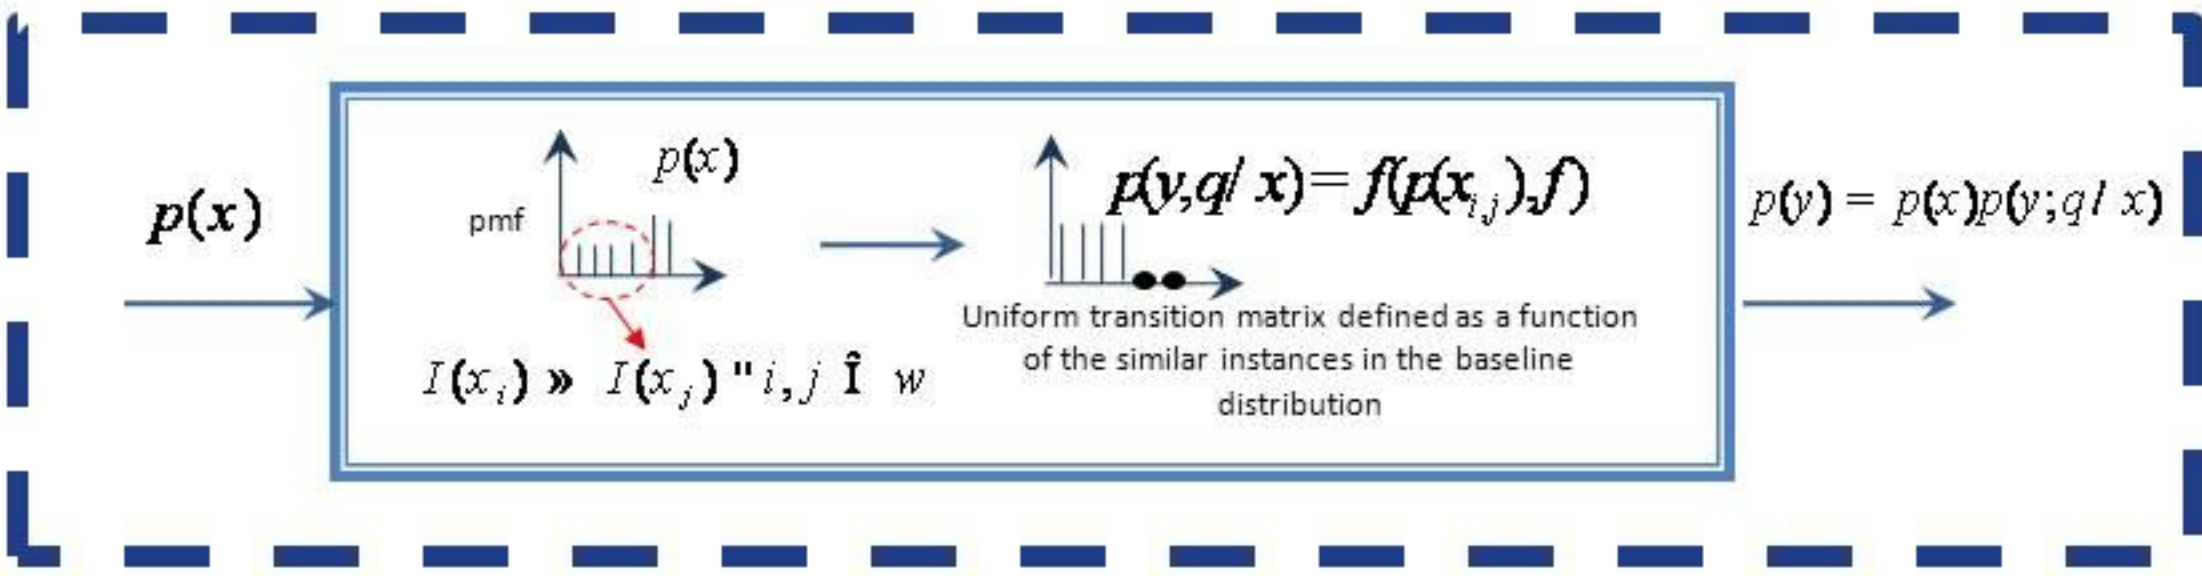 p(x)
pmf
p(x)
I(x_i) » I(x_j) " i, j Î w
p(y,q/ x)= f(p(x_{i,j}),f)
Uniform transition matrix defined as a function
of the similar instances in the baseline
distribution
p(y) = p(x)p(y;q/ x)